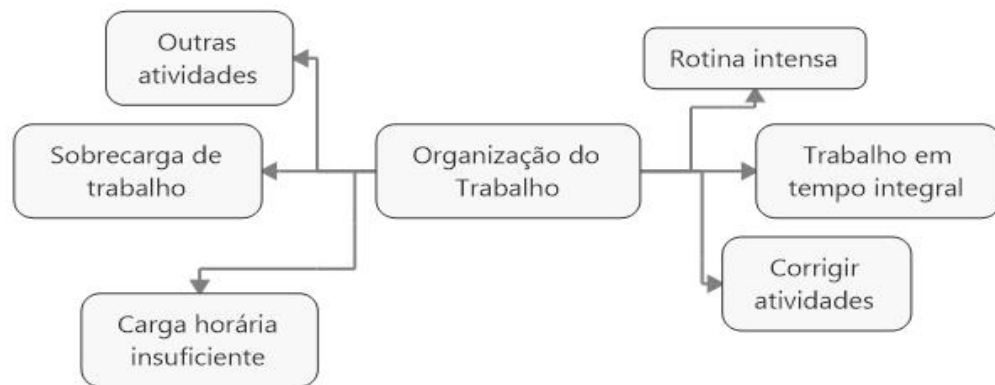 Outras
atividades
Rotina intensa
Sobrecarga de
trabalho
Organização do
Trabalho
Trabalho em
tempo integral
Carga horária
insuficiente
Corrigir
atividades